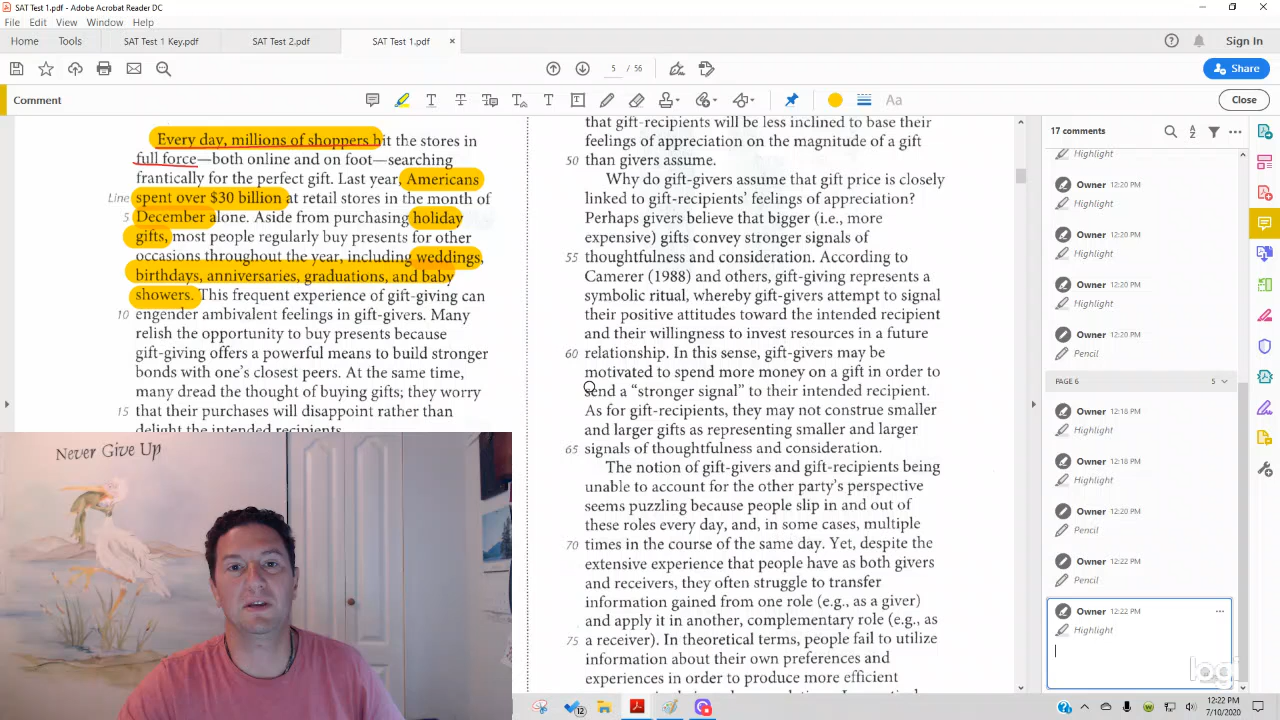 SAT Test 1.pdf - Adobe Acrobat Reader DC
File Edit View Window Help
Home Tools SAT Test 1 Key.pdf SAT Test 2.pdf SAT Test 1.pdf × Sign In
5 / 56 Share
Comment Aa Close
Every day, millions of shoppers hit the stores in
full force—both online and on foot—searching
frantically for the perfect gift. Last year, Americans
Line spent over $30 billion at retail stores in the month of
5 December alone. Aside from purchasing holiday
gifts, most people regularly buy presents for other
occasions throughout the year, including weddings,
birthdays, anniversaries, graduations, and baby
showers. This frequent experience of gift-giving can
10 engender ambivalent feelings in gift-givers. Many
relish the opportunity to buy presents because
gift-giving offers a powerful means to build stronger
bonds with one's closest peers. At the same time,
many dread the thought of buying gifts; they worry
15 that their purchases will disappoint rather than
delight the intended recipients.
that gift-recipients will be less inclined to base their
feelings of appreciation on the magnitude of a gift
50 than givers assume.
Why do gift-givers assume that gift price is closely
linked to gift-recipients' feelings of appreciation?
Perhaps givers believe that bigger (i.e., more
expensive) gifts convey stronger signals of
55 thoughtfulness and consideration. According to
Camerer (1988) and others, gift-giving represents a
symbolic ritual, whereby gift-givers attempt to signal
their positive attitudes toward the intended recipient
and their willingness to invest resources in a future
60 relationship. In this sense, gift-givers may be
motivated to spend more money on a gift in order to
send a “stronger signal” to their intended recipient.
As for gift-recipients, they may not construe smaller
and larger gifts as representing smaller and larger
65 signals of thoughtfulness and consideration.
The notion of gift-givers and gift-recipients being
unable to account for the other party's perspective
seems puzzling because people slip in and out of
these roles every day, and, in some cases, multiple
70 times in the course of the same day. Yet, despite the
extensive experience that people have as both givers
and receivers, they often struggle to transfer
information gained from one role (e.g., as a giver)
and apply it in another, complementary role (e.g., as
75 a receiver). In theoretical terms, people fail to utilize
information about their own preferences and
experiences in order to produce more efficient
17 comments
Highlight
Owner 12:20 PM
Highlight
Owner 12:20 PM
Highlight
Owner 12:20 PM
Highlight
Owner 12:20 PM
Pencil
PAGE 6 5
Owner 12:18 PM
Highlight
Owner 12:18 PM
Highlight
Owner 12:20 PM
Pencil
Owner 12:22 PM
Pencil
Owner 12:22 PM
Highlight
logi
Never Give Up
12
12:22 PM
7/10/2020